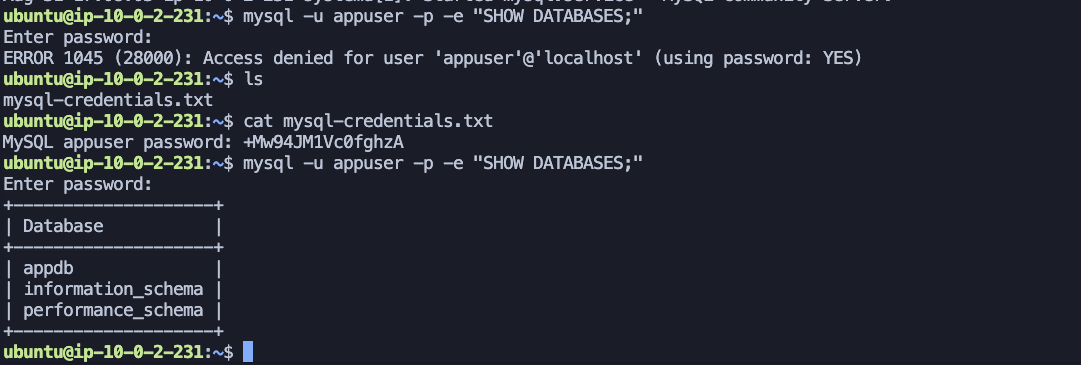 ubuntu@ip-10-0-2-231:~$ mysql -u appuser -p -e "SHOW DATABASES;"
Enter password:
ERROR 1045 (28000): Access denied for user 'appuser'@'localhost' (using password: YES)
ubuntu@ip-10-0-2-231:~$ ls
mysql-credentials.txt
ubuntu@ip-10-0-2-231:~$ cat mysql-credentials.txt
MySQL appuser password: +Mw94JM1Vc0fghzA
ubuntu@ip-10-0-2-231:~$ mysql -u appuser -p -e "SHOW DATABASES;"
Enter password:
+--------------------+
| Database           |
+--------------------+
| appdb              |
| information_schema |
| performance_schema |
+--------------------+
ubuntu@ip-10-0-2-231:~$